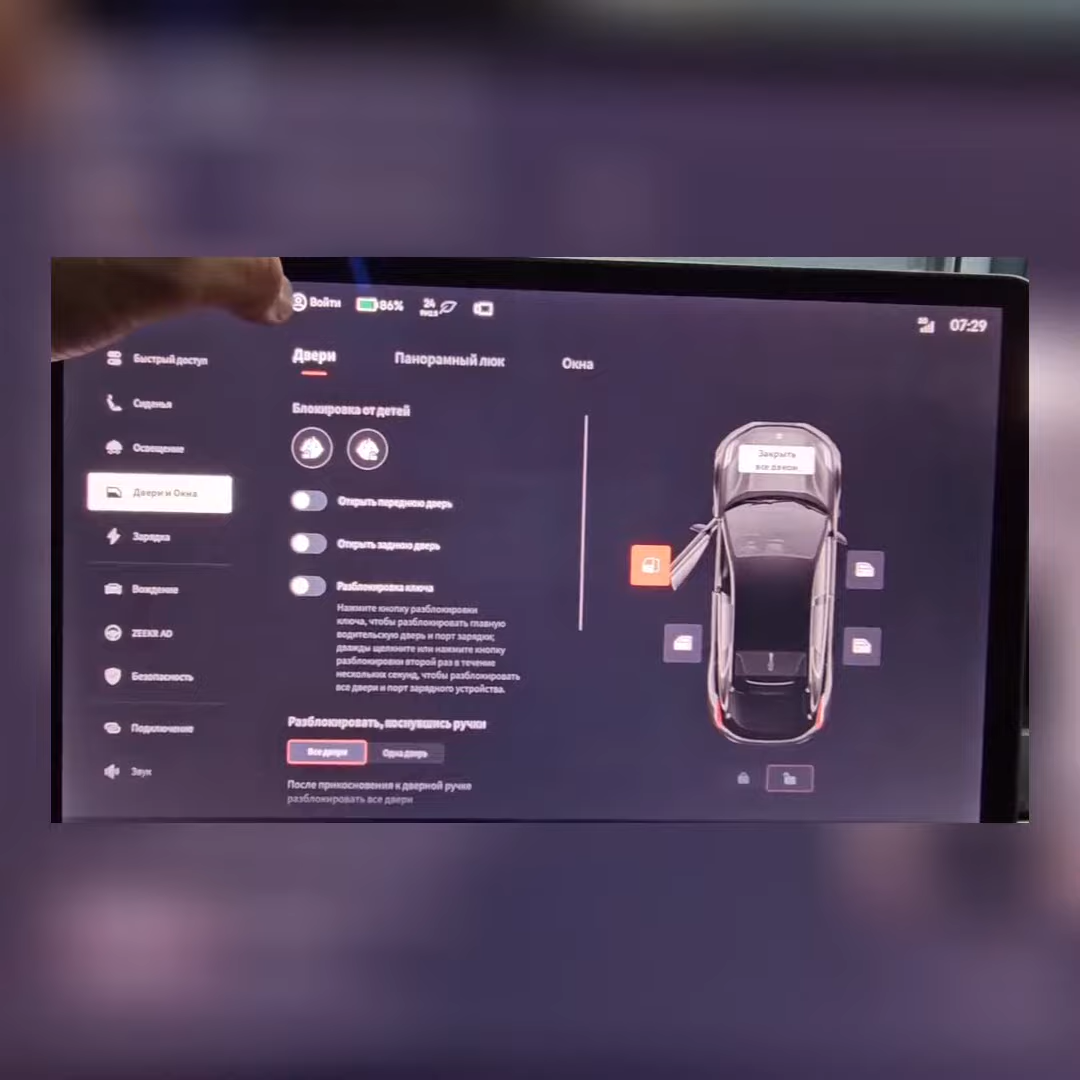 Войти
86%
24
PM2.5
07:29
Быстрый доступ
Сиденья
Освещение
Двери и Окна
Зарядка
Вождение
ZEEKR AD
Безопасность
Подключение
Звук
Двери
Панорамный люк
Окна
Блокировка от детей
Открыть переднюю дверь
Открыть заднюю дверь
Разблокировка ключа
Нажмите кнопку разблокировки
ключа, чтобы разблокировать главную
водительскую дверь и порт зарядки;
дважды щелкните или нажмите кнопку
разблокировки второй раз в течение
нескольких секунд, чтобы разблокировать
все двери и порт зарядного устройства.
Разблокировать, коснувшись ручки
Все двери
Одна дверь
После прикосновения к дверной ручке
разблокировать все двери
Закрыть
все двери